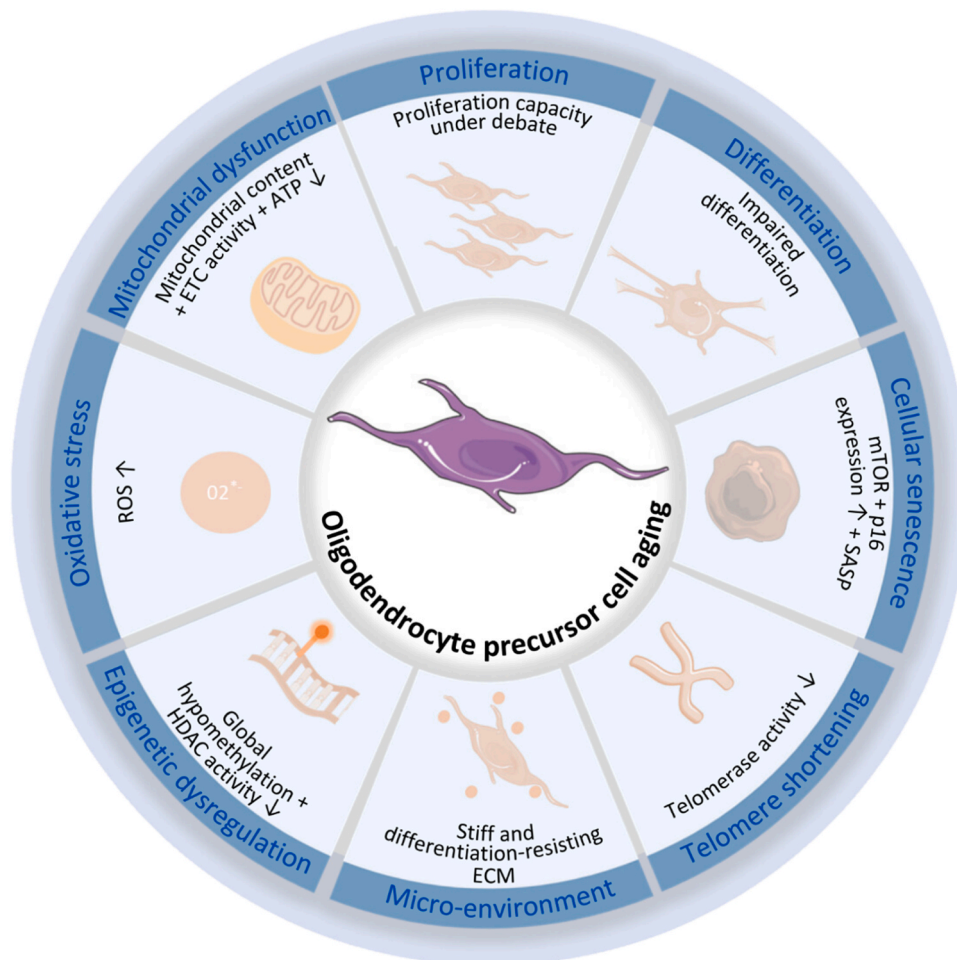 Proliferation
Proliferation capacity
under debate
Differentiation
Impaired
differentiation
Cellular senescence
mTOR + p16
expression ↑ + SASp
Telomere shortening
Telomerase activity ↓
Micro-environment
Stiff and
differentiation-resisting
ECM
Epigenetic dysregulation
Global
hypomethylation +
HDAC activity ↓
Oxidative stress
ROS ↑
O2•-
Mitochondrial dysfunction
Mitochondrial content
+ ETC activity + ATP ↓
Oligodendrocyte precursor cell aging